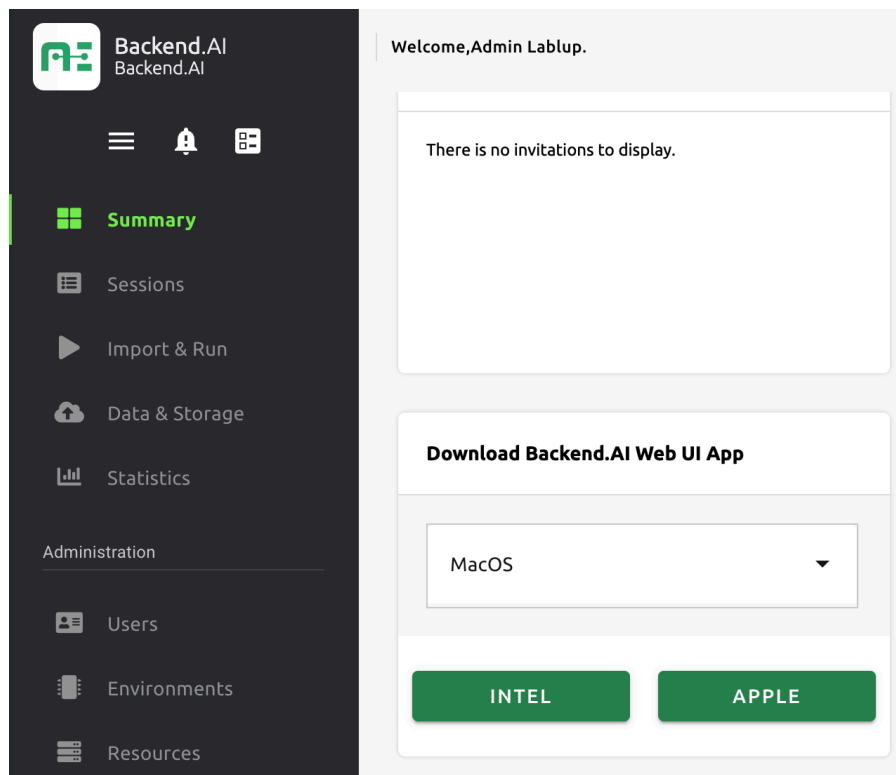 Backend.AI
Backend.AI
Summary
Sessions
Import & Run
Data & Storage
Statistics
Administration
Users
Environments
Resources
Welcome,Admin Lablup.
There is no invitations to display.
Download Backend.AI Web UI App
MacOS
INTEL
APPLE